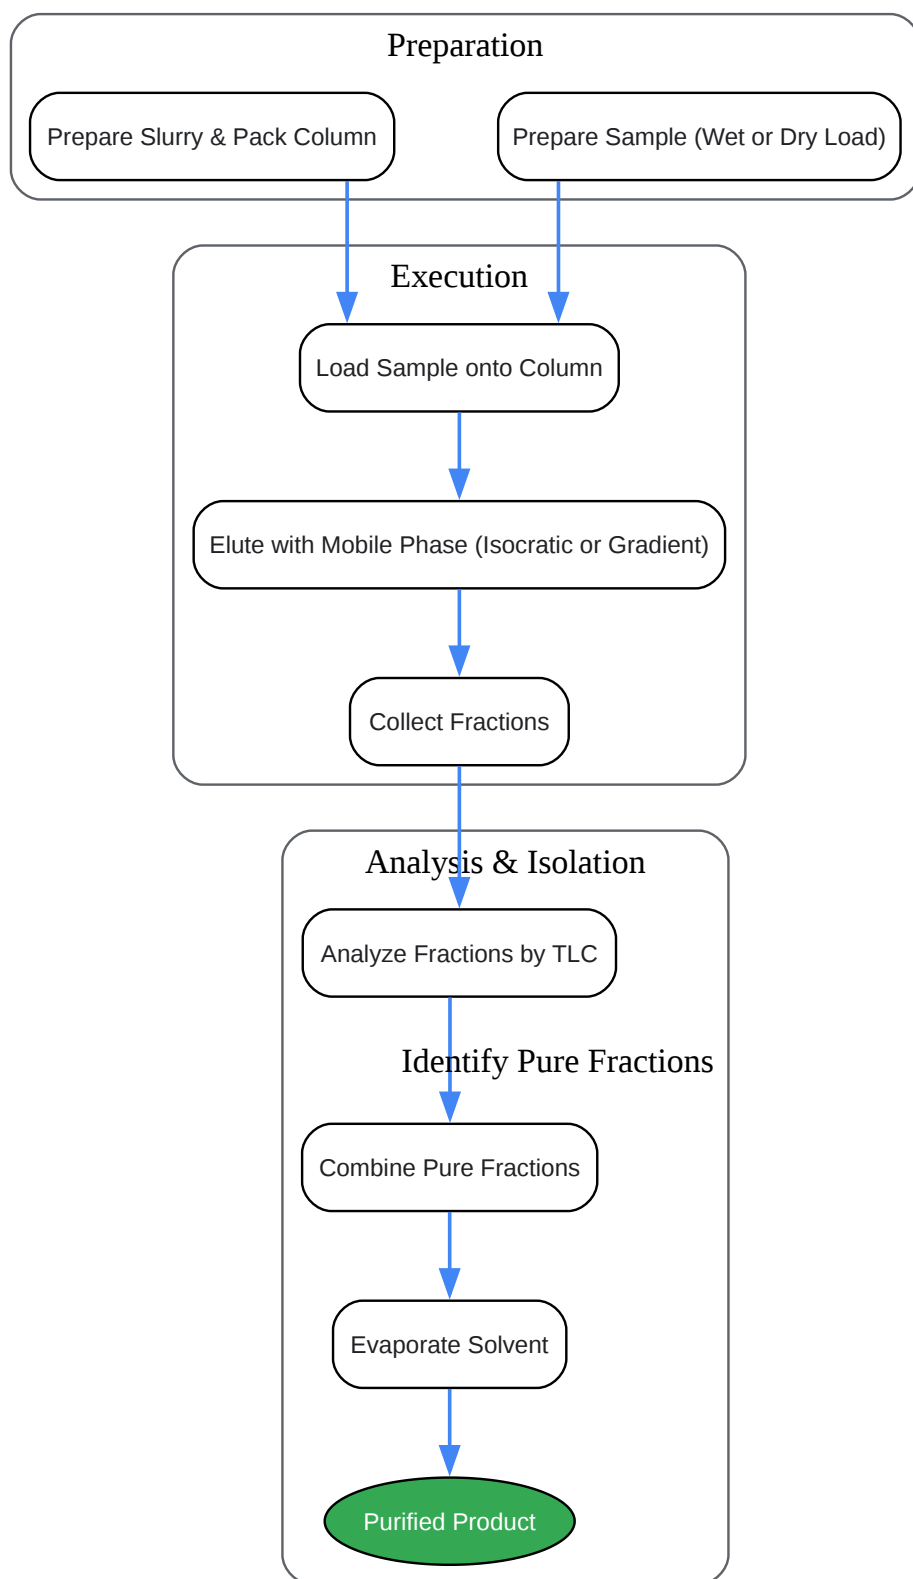 Preparation
Prepare Slurry & Pack Column
Prepare Sample (Wet or Dry Load)
Execution
Load Sample onto Column
Elute with Mobile Phase (Isocratic or Gradient)
Collect Fractions
Analysis & Isolation
Analyze Fractions by TLC
Identify Pure Fractions
Combine Pure Fractions
Evaporate Solvent
Purified Product